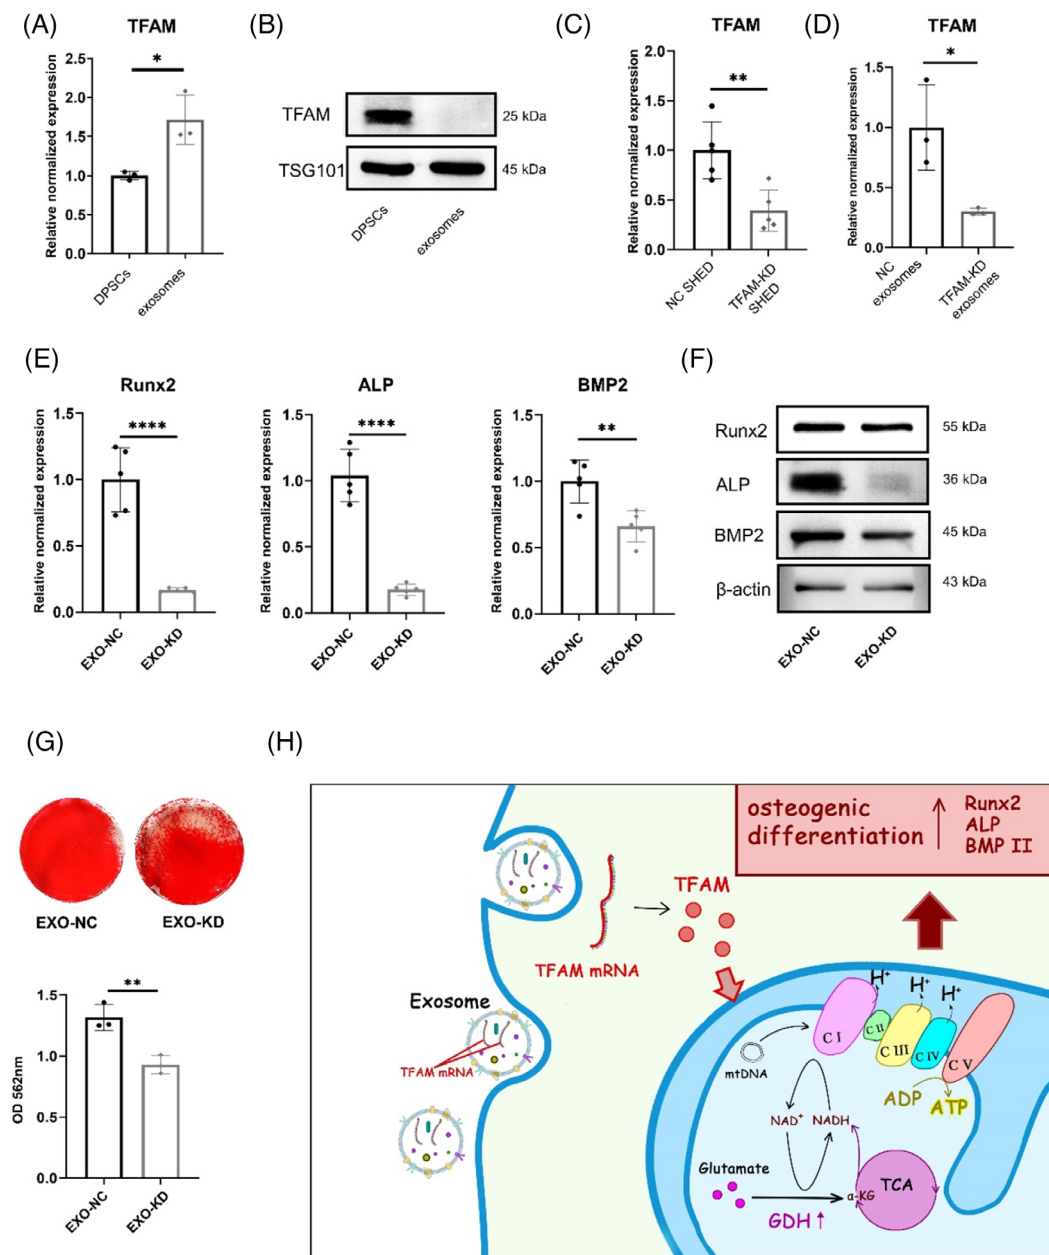 (A)
TFAM
*
Relative normalized expression
2.5
2.0
1.5
1.0
0.5
0.0
DPSCs
exosomes
(B)
TFAM
25 kDa
TSG101
45 kDa
DPSCs
exosomes
(C)
TFAM
**
Relative normalized expression
2.0
1.5
1.0
0.5
0.0
NC SHED
TFAM-KD
SHED
(D)
TFAM
*
Relative normalized expression
1.5
1.0
0.5
0.0
NC
exosomes
TFAM-KD
exosomes
(E)
Runx2
****
Relative normalized expression
1.5
1.0
0.5
0.0
EXO-NC
EXO-KD
ALP
****
Relative normalized expression
1.5
1.0
0.5
0.0
EXO-NC
EXO-KD
BMP2
**
Relative normalized expression
1.5
1.0
0.5
0.0
EXO-NC
EXO-KD
(F)
Runx2
55 kDa
ALP
36 kDa
BMP2
45 kDa
β-actin
43 kDa
EXO-NC
EXO-KD
(G)
EXO-NC
EXO-KD
**
OD 562nm
1.5
1.0
0.5
0.0
EXO-NC
EXO-KD
(H)
osteogenic
differentiation
Runx2
ALP
BMP II
TFAM
TFAM mRNA
Exosome
TFAM mRNA
H⁺
H⁺
H⁺
C I
C II
C III
C IV
C V
mtDNA
ADP
ATP
NAD⁺
NADH
Glutamate
α-KG
TCA
GDH↑